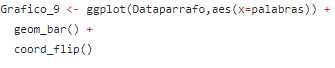 Grafico_9 <- ggplot(Dataparrafo,aes(x=palabras)) +
  geom_bar() +
  coord_flip()